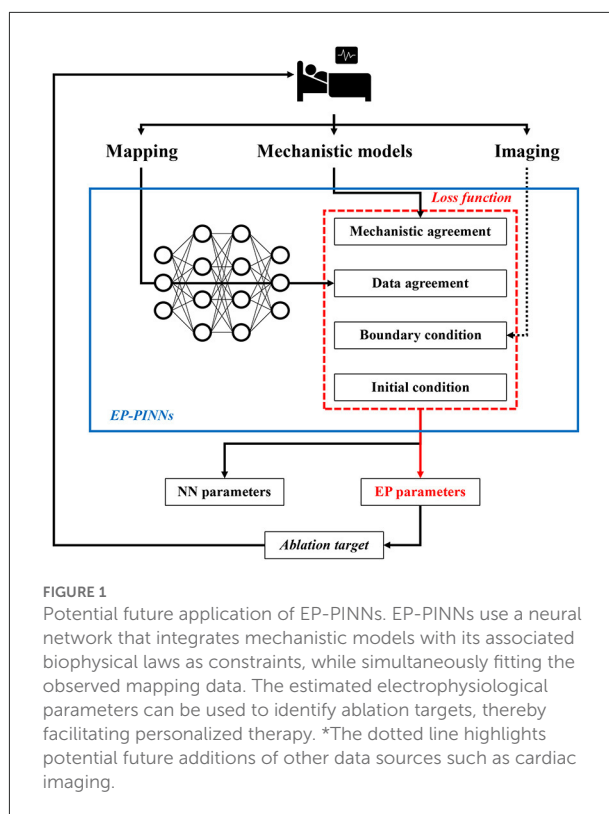 Mapping Mechanistic models Imaging
Loss function
Mechanistic agreement
Data agreement
Boundary condition
Initial condition
EP-PINNs
NN parameters EP parameters
Ablation target
FIGURE 1
Potential future application of EP-PINNs. EP-PINNs use a neural
network that integrates mechanistic models with its associated
biophysical laws as constraints, while simultaneously fitting the
observed mapping data. The estimated electrophysiological
parameters can be used to identify ablation targets, thereby
facilitating personalized therapy. *The dotted line highlights
potential future additions of other data sources such as cardiac
imaging.